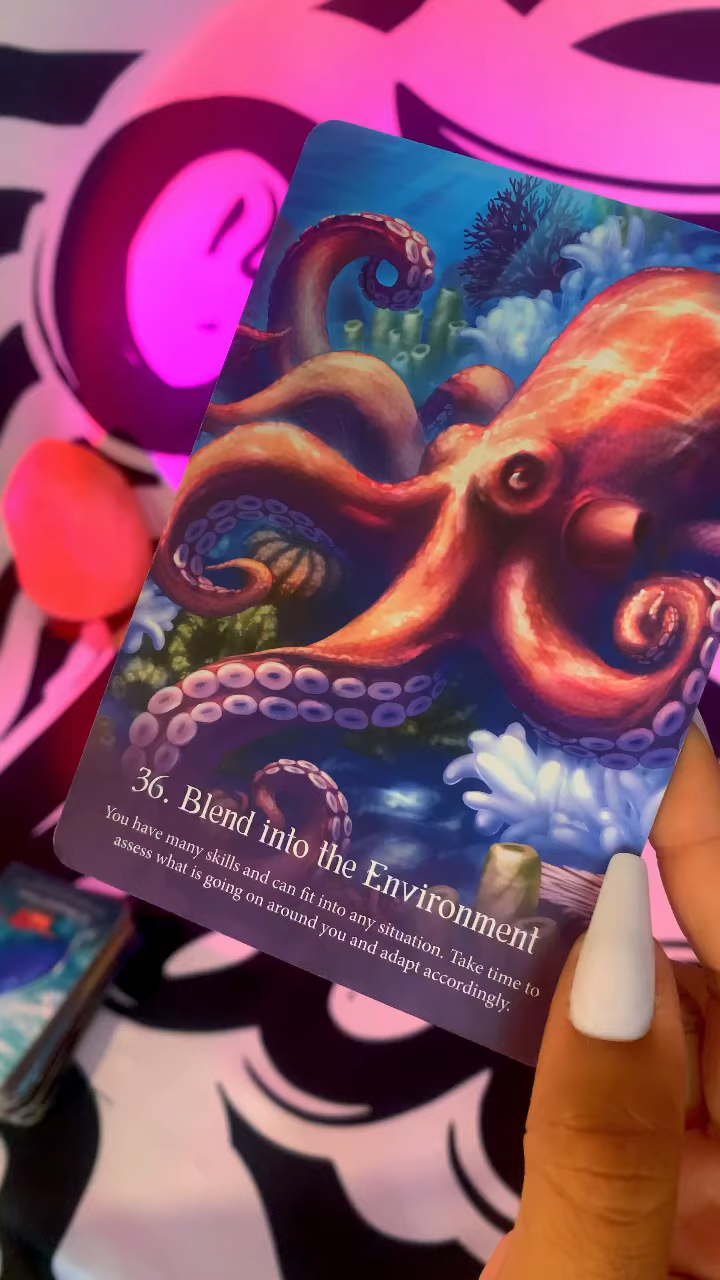 36. Blend into the Environment
You have many skills and can fit into any situation. Take time to
assess what is going on around you and adapt accordingly.